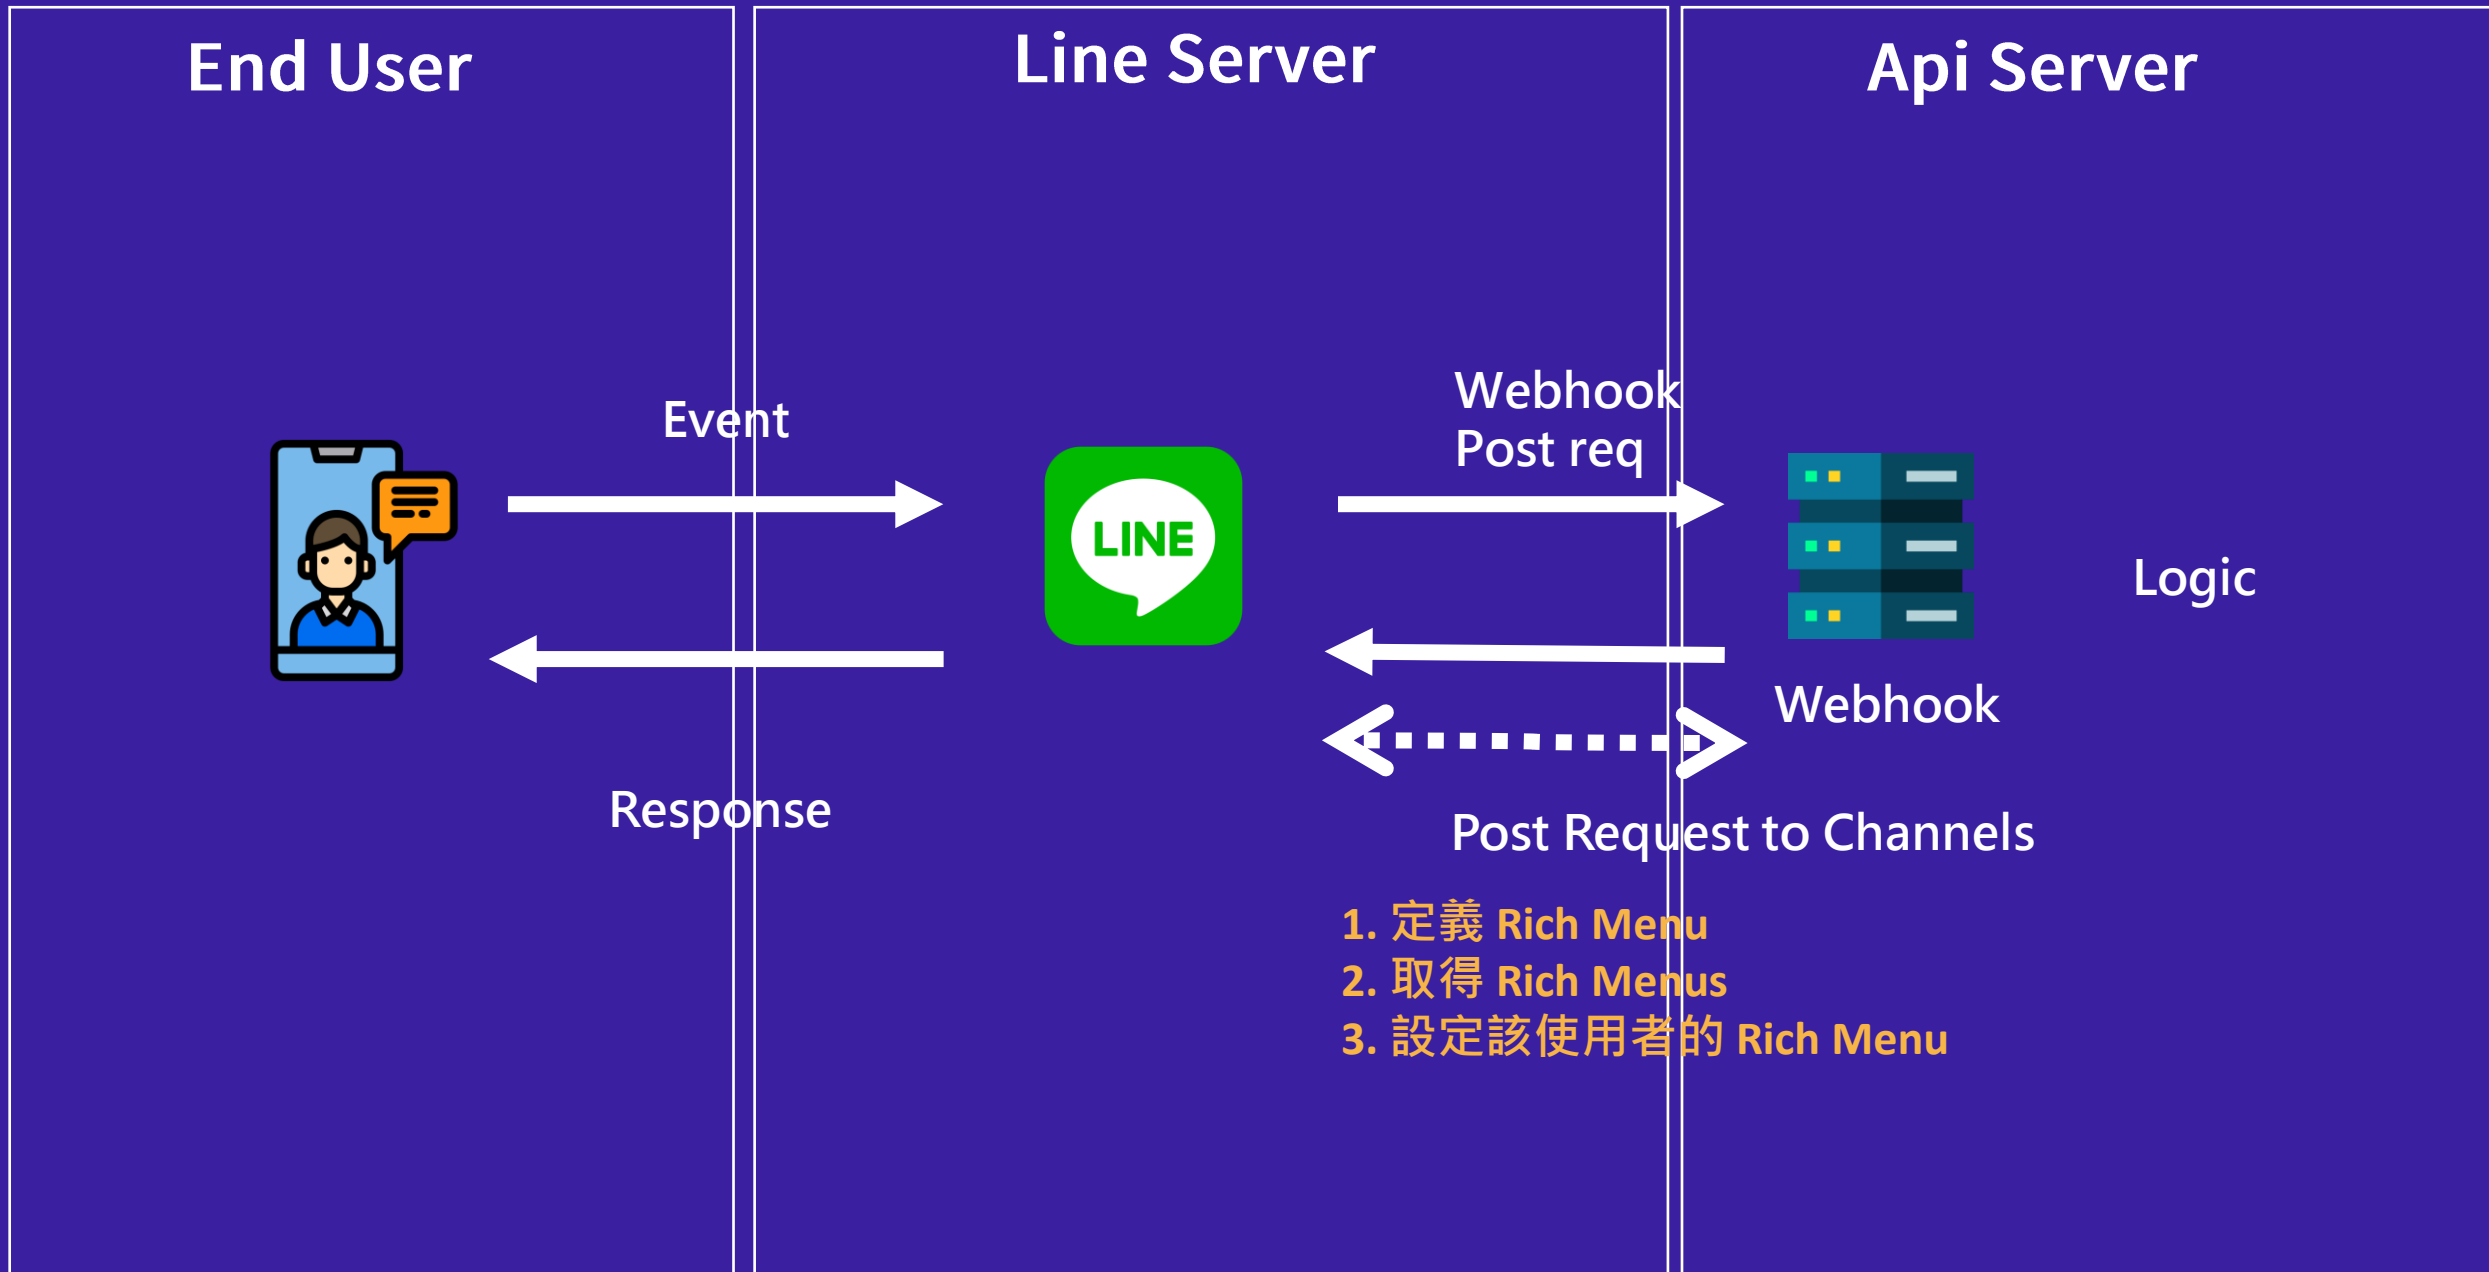 End User
Line Server
Api Server
Event
Webhook
Post req
LINE
Logic
Webhook
Response
Post Request to Channels
1. 定義 Rich Menu
2. 取得 Rich Menus
3. 設定該使用者的 Rich Menu